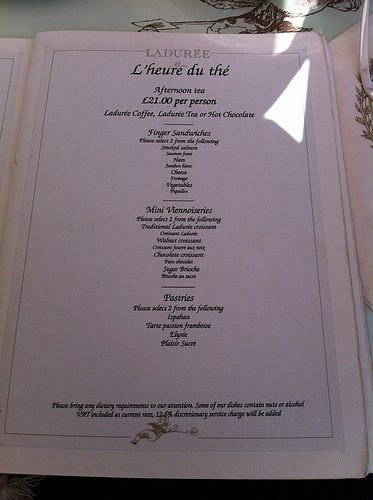 LADURÉE
Paris
L'heure du thé
Afternoon tea
£21.00 per person
Ladurée Coffee, Ladurée Tea or Hot Chocolate
Finger Sandwiches
Please select 2 from the following
Smoked salmon
Saumon fumé
Ham
Jambon blanc
Cheese
Fromage
Vegetables
Piquillos
Mini Viennoiseries
Please select 2 from the following
Traditional Ladurée croissant
Croissant Ladurée
Walnut croissant
Croissant fourré aux noix
Chocolate croissant
Pain chocolat
Sugar Brioche
Brioche au sucre
Pastries
Please select 2 from the following
Ispahan
Tarte passion framboise
Elysée
Plaisir Sucré
Please bring any dietary requirements to our attention. Some of our dishes contain nuts or alcohol
VAT included at current rate, 12.5% discretionary service charge will be added